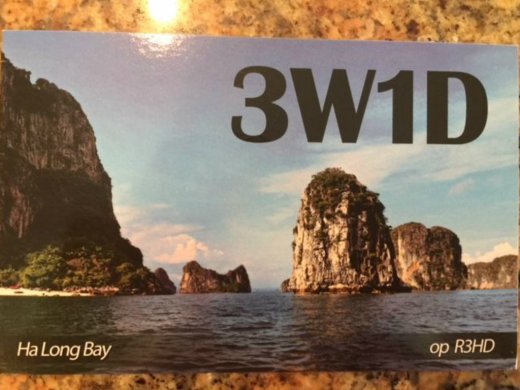 3W1D
Ha Long Bay
op R3HD